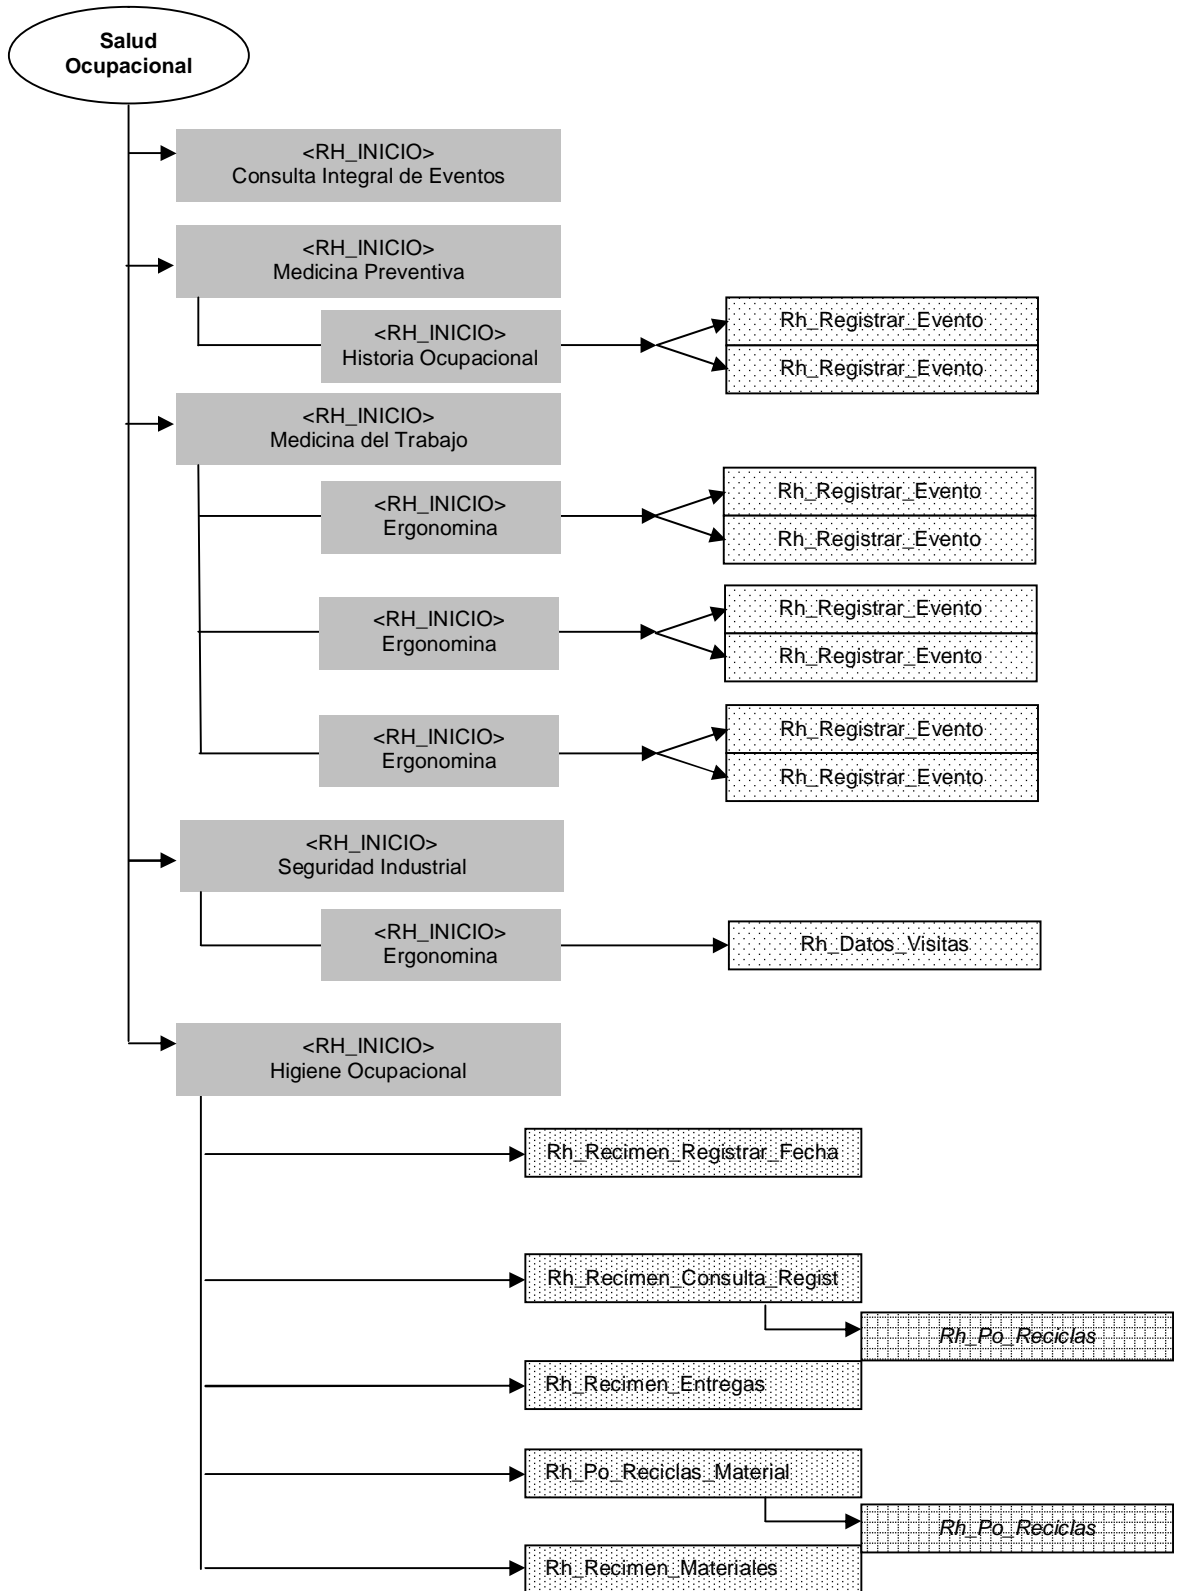 Salud
Ocupacional
<RH_INICIO>
Consulta Integral de Eventos
<RH_INICIO>
Medicina Preventiva
<RH_INICIO>
Historia Ocupacional
Rh_Registrar_Evento
Rh_Registrar_Evento
<RH_INICIO>
Medicina del Trabajo
<RH_INICIO>
Ergonomina
Rh_Registrar_Evento
Rh_Registrar_Evento
<RH_INICIO>
Ergonomina
Rh_Registrar_Evento
Rh_Registrar_Evento
<RH_INICIO>
Ergonomina
Rh_Registrar_Evento
Rh_Registrar_Evento
<RH_INICIO>
Seguridad Industrial
<RH_INICIO>
Ergonomina
Rh_Datos_Visitas
<RH_INICIO>
Higiene Ocupacional
Rh_Recimen_Registrar_Fecha
Rh_Recimen_Consulta_Regist
Rh_Po_Reciclas
Rh_Recimen_Entregas
Rh_Po_Reciclas_Material
Rh_Po_Reciclas
Rh_Recimen_Materiales